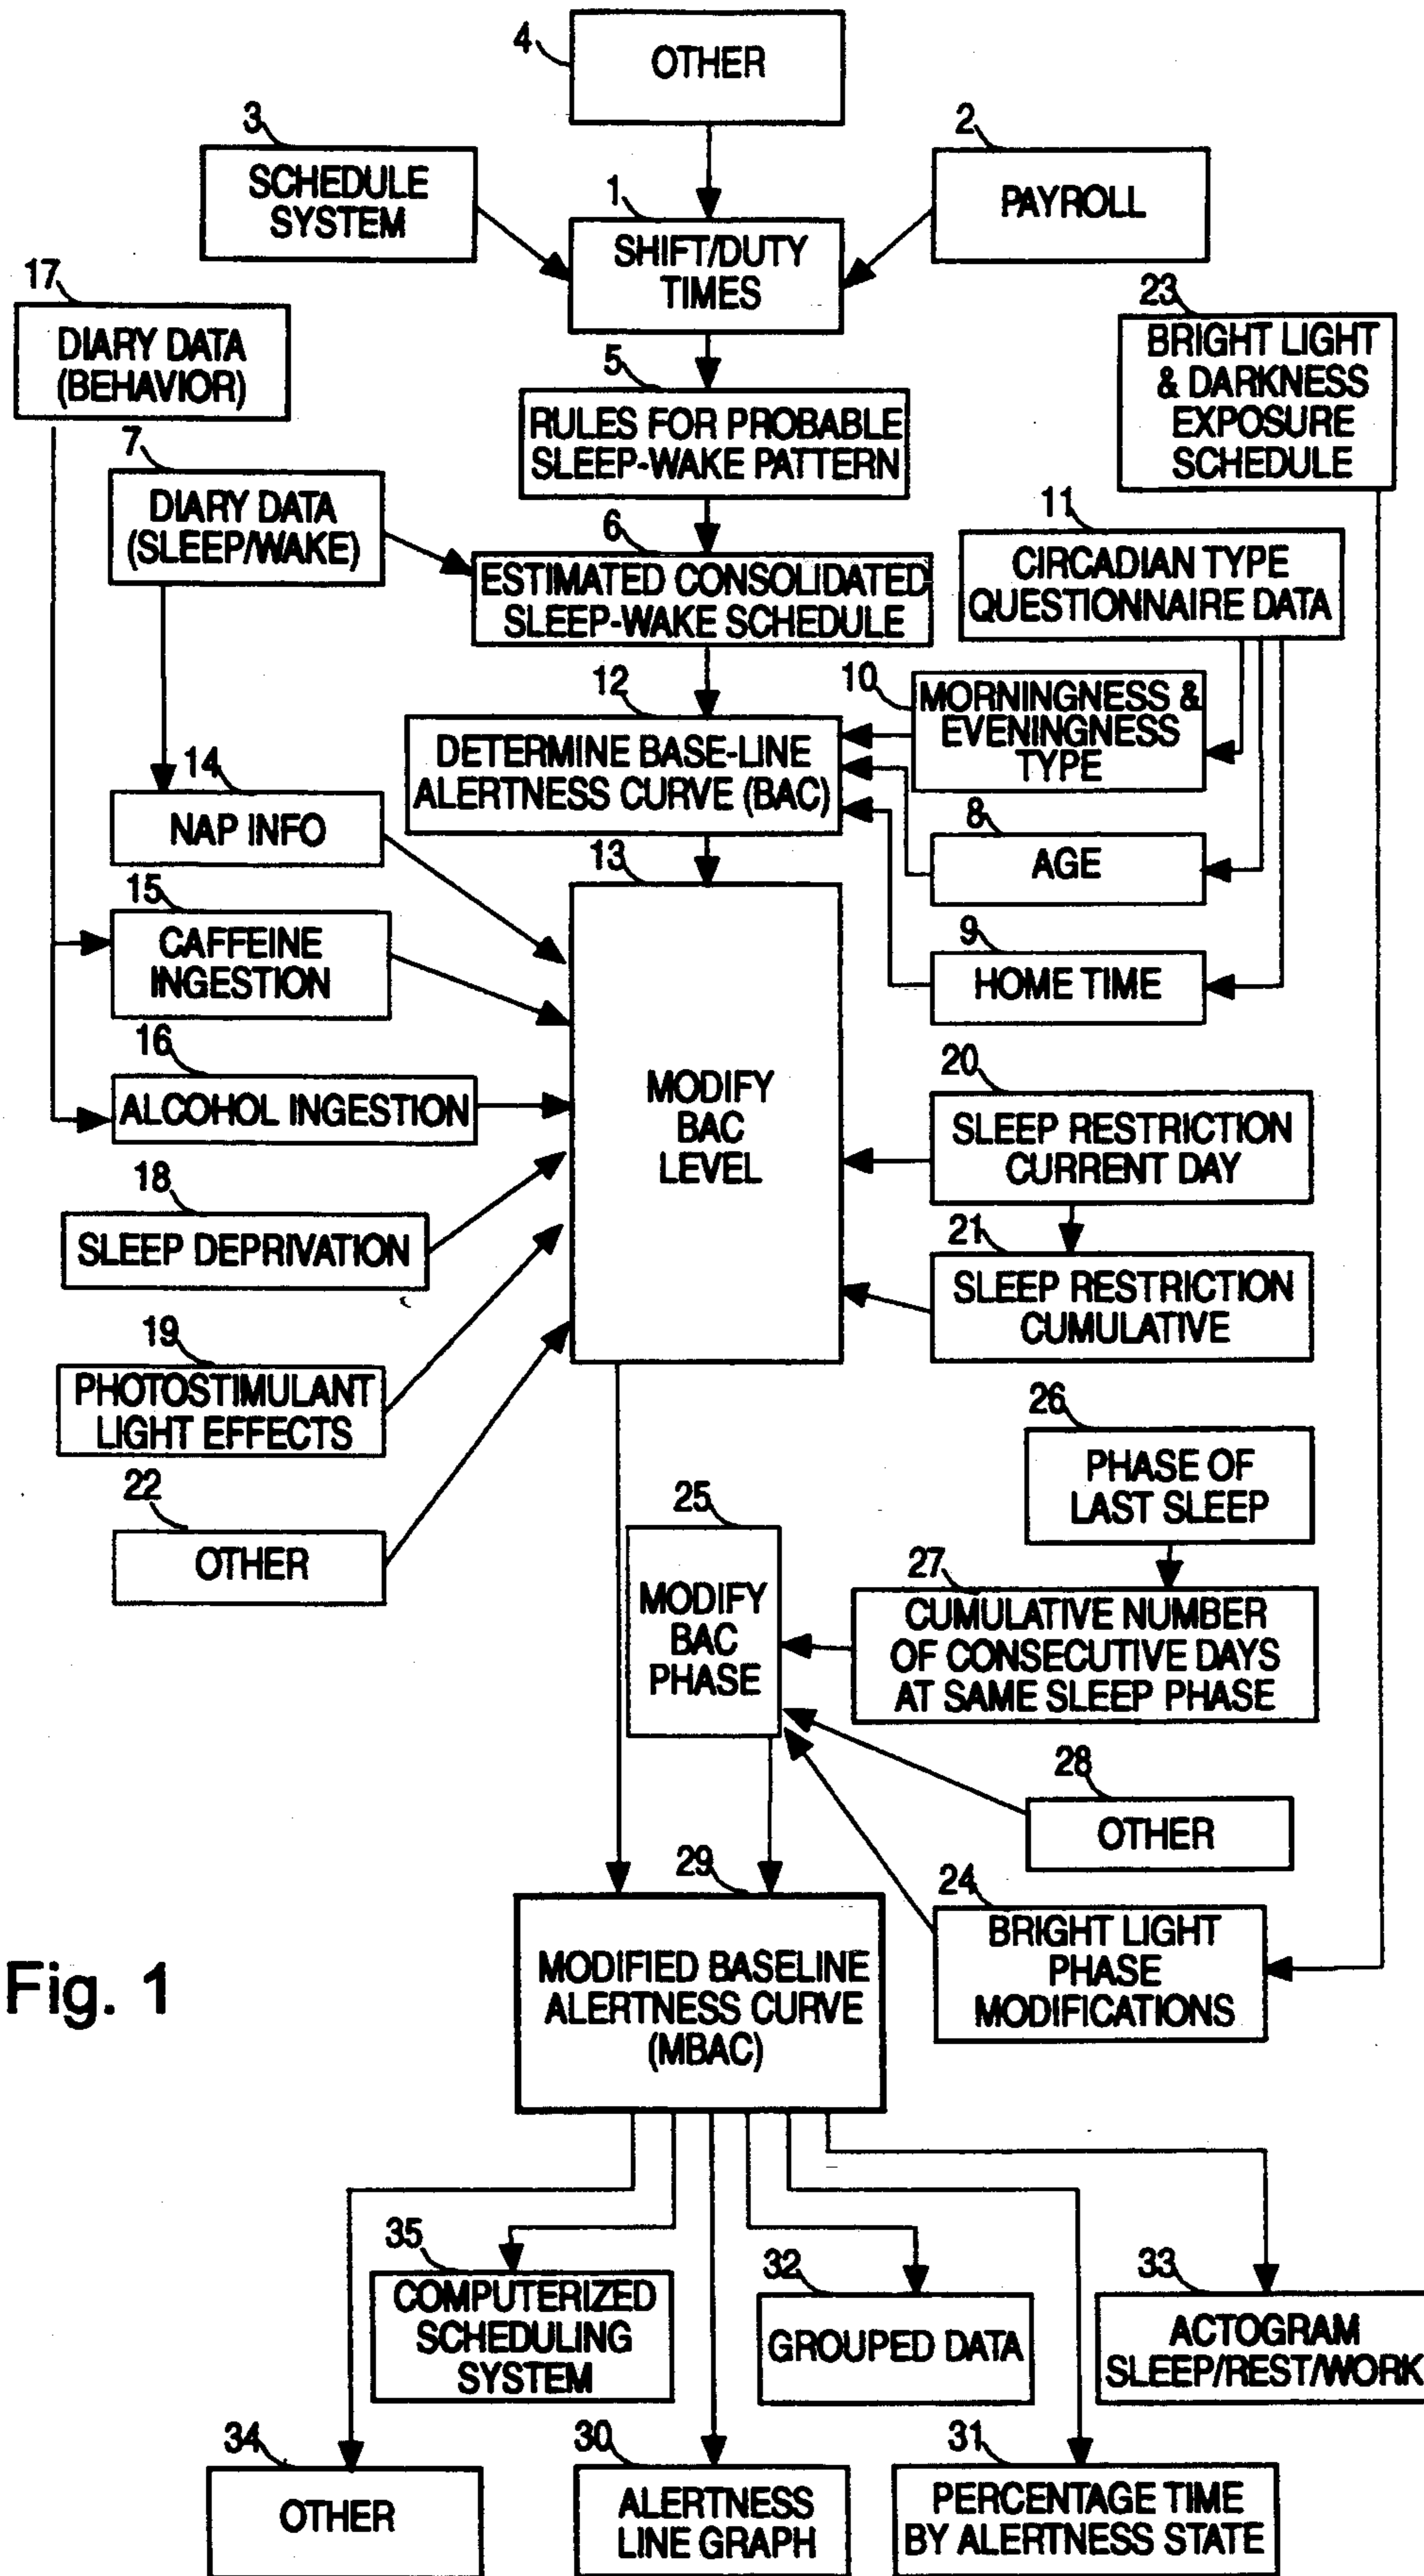 4
OTHER
3
SCHEDULE
SYSTEM
2
PAYROLL
1
SHIFT/DUTY
TIMES
17
DIARY DATA
(BEHAVIOR)
23
BRIGHT LIGHT
& DARKNESS
EXPOSURE
SCHEDULE
5
RULES FOR PROBABLE
SLEEP-WAKE PATTERN
7
DIARY DATA
(SLEEP/WAKE)
6
ESTIMATED CONSOLIDATED
SLEEP-WAKE SCHEDULE
11
CIRCADIAN TYPE
QUESTIONNAIRE DATA
12
DETERMINE BASE-LINE
ALERTNESS CURVE (BAC)
10
MORNINGNESS &
EVENINGNESS
TYPE
14
NAP INFO
8
AGE
13
MODIFY
BAC
LEVEL
15
CAFFEINE
INGESTION
9
HOME TIME
16
ALCOHOL INGESTION
20
SLEEP RESTRICTION
CURRENT DAY
18
SLEEP DEPRIVATION
21
SLEEP RESTRICTION
CUMULATIVE
19
PHOTOSTIMULANT
LIGHT EFFECTS
26
PHASE OF
LAST SLEEP
22
OTHER
25
MODIFY
BAC
PHASE
27
CUMULATIVE NUMBER
OF CONSECUTIVE DAYS
AT SAME SLEEP PHASE
28
OTHER
29
MODIFIED BASELINE
ALERTNESS CURVE
(MBAC)
24
BRIGHT LIGHT
PHASE
MODIFICATIONS
Fig. 1
35
COMPUTERIZED
SCHEDULING
SYSTEM
32
GROUPED DATA
33
ACTOGRAM
SLEEP/REST/WORK
34
OTHER
30
ALERTNESS
LINE GRAPH
31
PERCENTAGE TIME
BY ALERTNESS STATE